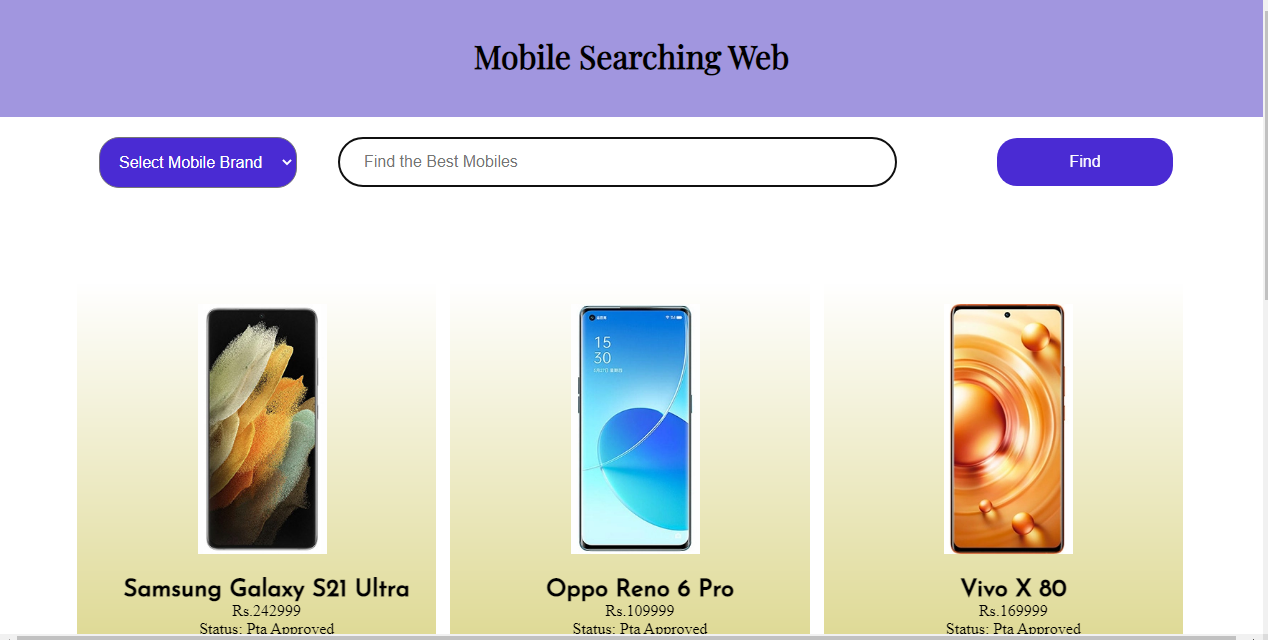 Mobile Searching Web
Select Mobile Brand
Find the Best Mobiles
Find
15
30
Samsung Galaxy S21 Ultra
Rs.242999
Status: Pta Approved
Oppo Reno 6 Pro
Rs.109999
Status: Pta Approved
Vivo X 80
Rs.169999
Status: Pta Approved